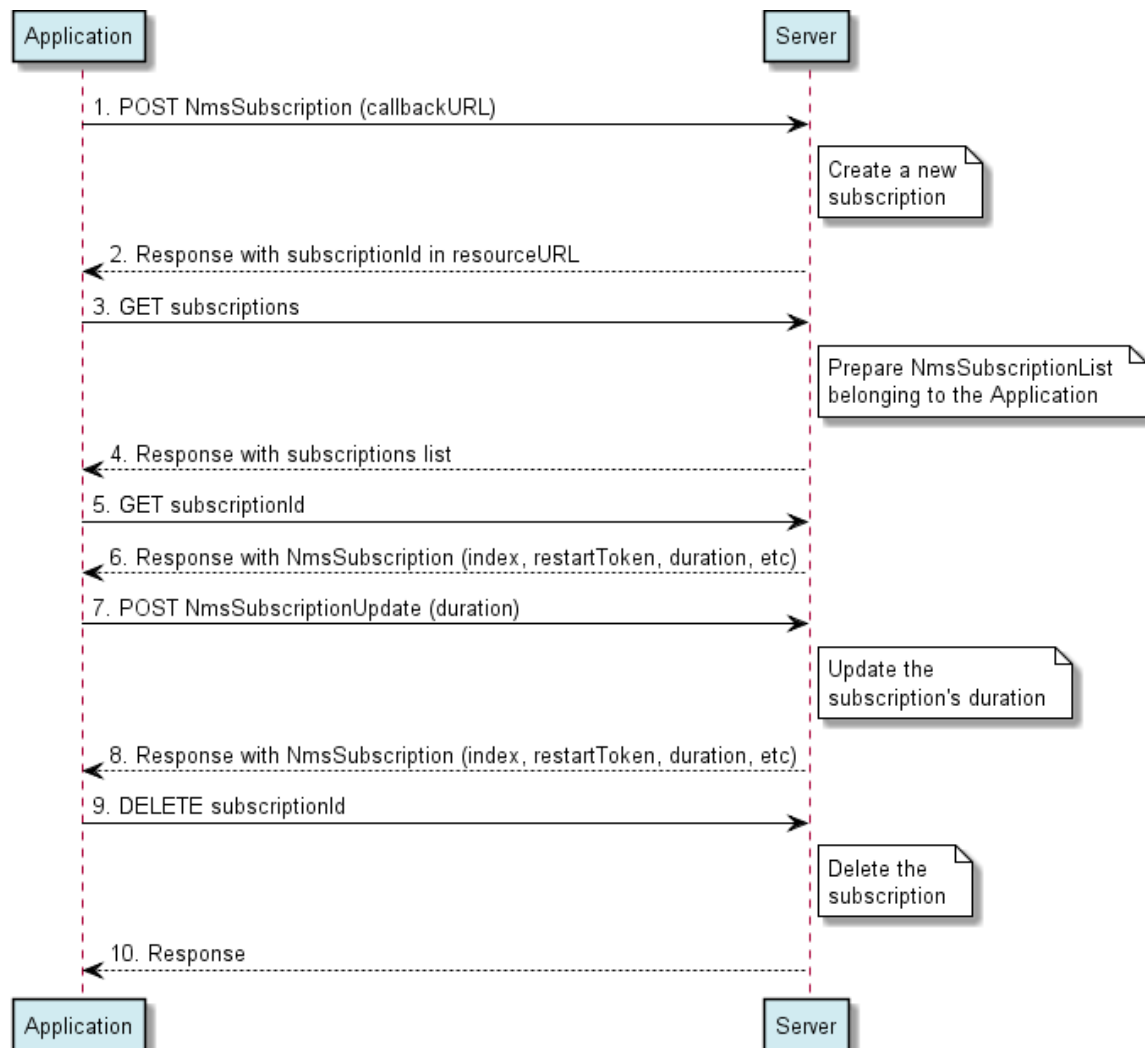 Application
Server
1. POST NmsSubscription (callbackURL)
Create a new
subscription
2. Response with subscriptionId in resourceURL
3. GET subscriptions
Prepare NmsSubscriptionList
belonging to the Application
4. Response with subscriptions list
5. GET subscriptionId
6. Response with NmsSubscription (index, restartToken, duration, etc)
7. POST NmsSubscriptionUpdate (duration)
Update the
subscription's duration
8. Response with NmsSubscription (index, restartToken, duration, etc)
9. DELETE subscriptionId
Delete the
subscription
10. Response
Application
Server